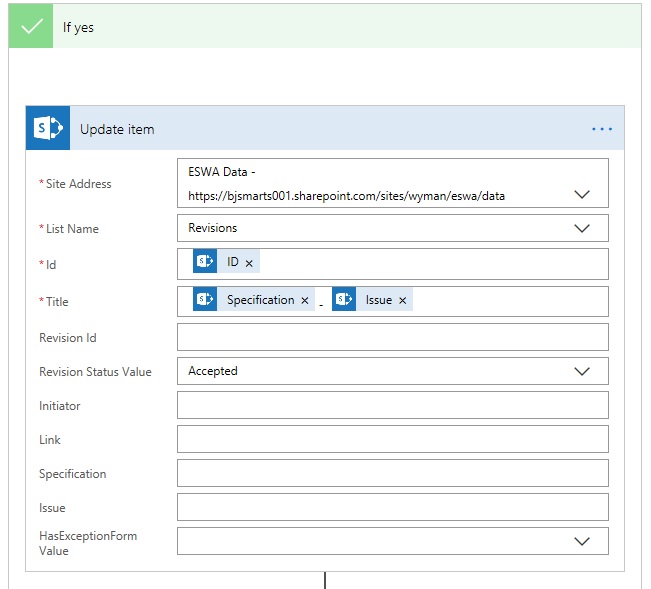 If yes
Update item
* Site Address
ESWA Data -
https://bjsmarts001.sharepoint.com/sites/wyman/eswa/data
* List Name
Revisions
* Id
ID ×
* Title
Specification × - Issue ×
Revision Id
Revision Status Value
Accepted
Initiator
Link
Specification
Issue
HasExceptionForm
Value